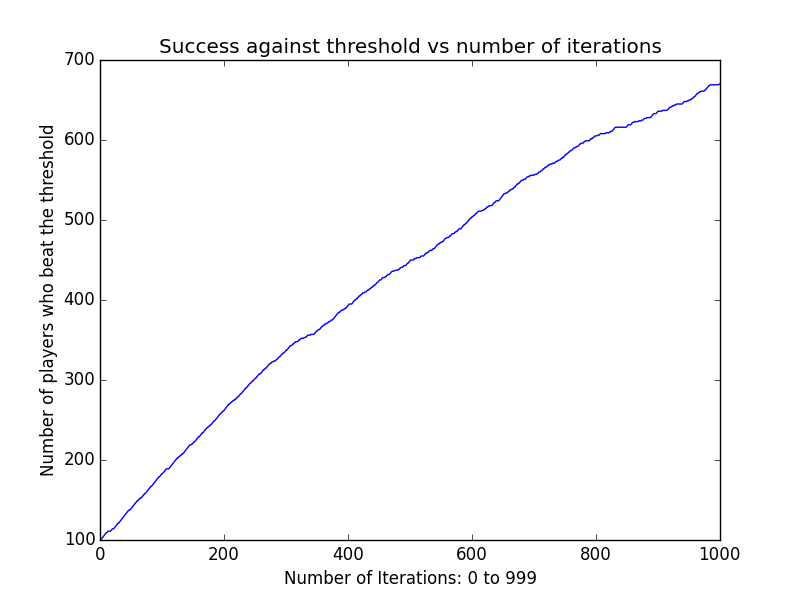 Success against threshold vs number of iterations
700
600
500
400
300
200
100
Number of players who beat the threshold
0 200 400 600 800 1000
Number of Iterations: 0 to 999